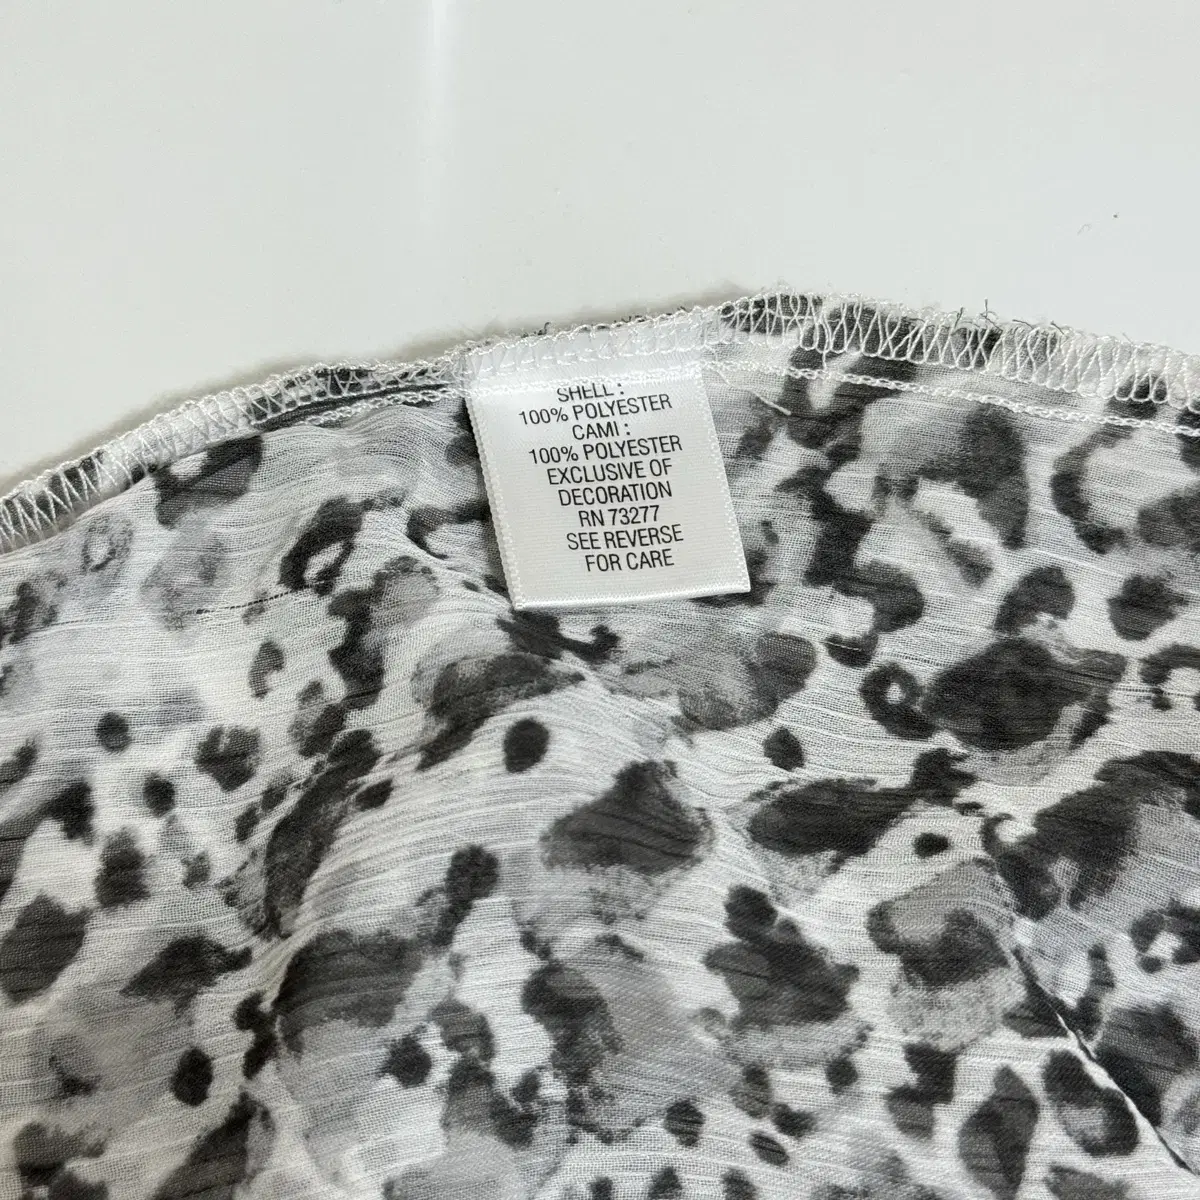 SHELL :
100% POLYESTER
CAMI :
100% POLYESTER
EXCLUSIVE OF
DECORATION
RN 73277
SEE REVERSE
FOR CARE